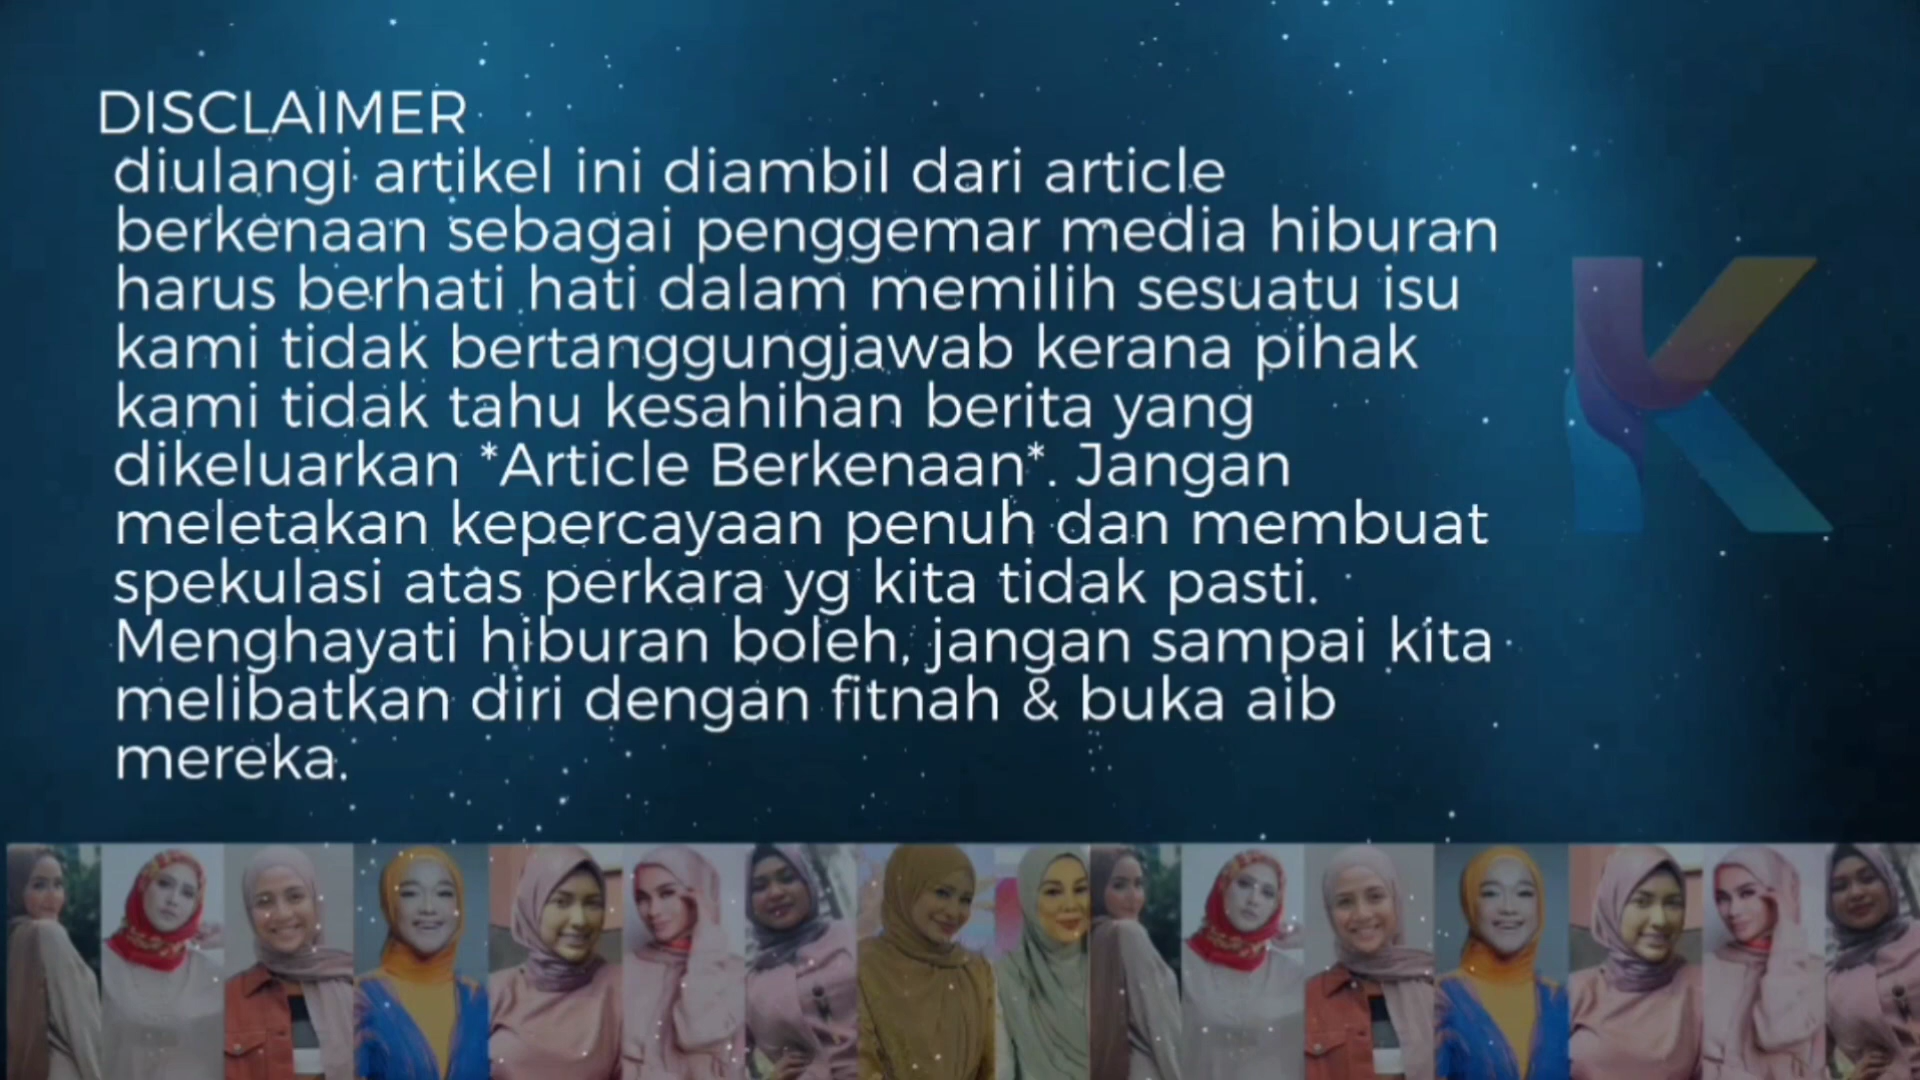 DISCLAIMER
diulangi artikel ini diambil dari article
berkenaan sebagai penggemar media hiburan
harus berhati hati dalam memilih sesuatu isu
kami tidak bertanggungjawab kerana pihak
kami tidak tahu kesahihan berita yang
dikeluarkan *Article Berkenaan*. Jangan
meletakan kepercayaan penuh dan membuat
spekulasi atas perkara yg kita tidak pasti.
Menghayati hiburan boleh, jangan sampai kita
melibatkan diri dengan fitnah & buka aib
mereka.
K